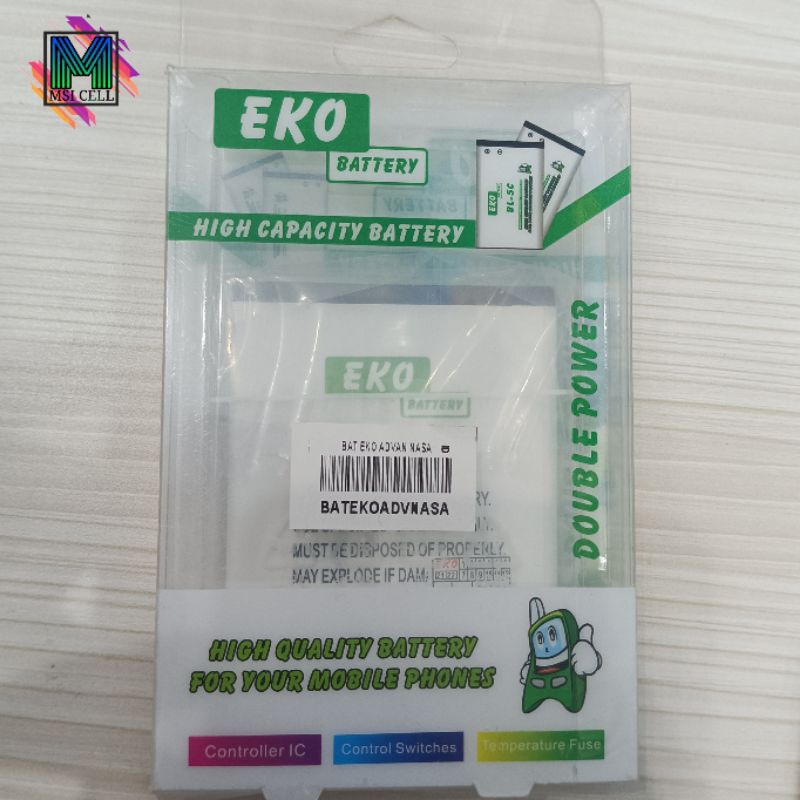 MSI CELL
EKO
BATTERY
EKO
BL-5C
HIGH CAPACITY BATTERY
DOUBLE POWER
EKO
BATTERY
BAT EKO ADVAN NASA
BATEKOADVNASA
MUST BE DISPOSED OF PROPERLY.
MAY EXPLODE IF DAMA
EKO
HIGH QUALITY BATTERY
FOR YOUR MOBILE PHONES
Controller IC
Control Switches
Temperature Fuse